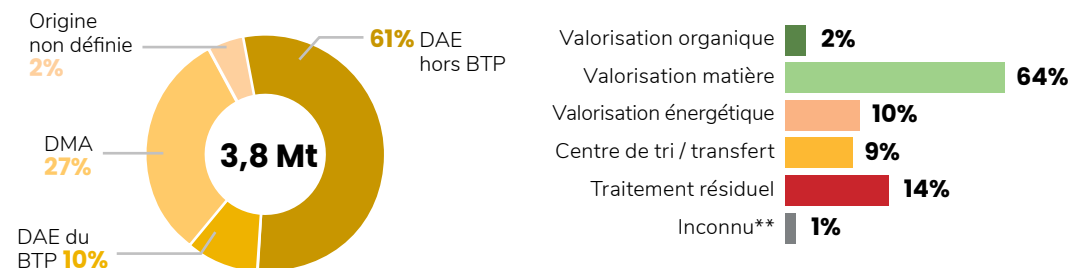 Origine
non définie
2%
61% DAE
hors BTP
DMA
27%
3,8 Mt
DAE du
BTP 10%
Valorisation organique 2%
Valorisation matière 64%
Valorisation énergétique 10%
Centre de tri / transfert 9%
Traitement résiduel 14%
Inconnu** 1%